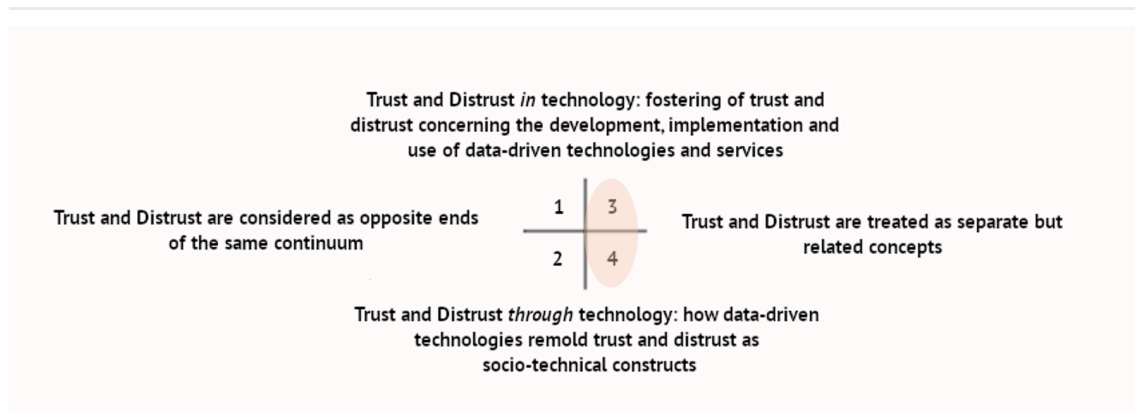 Trust and Distrust in technology: fostering of trust and
distrust concerning the development, implementation and
use of data-driven technologies and services
1 3
Trust and Distrust are considered as opposite ends
of the same continuum
Trust and Distrust are treated as separate but
related concepts
2 4
Trust and Distrust through technology: how data-driven
technologies remold trust and distrust as
socio-technical constructs